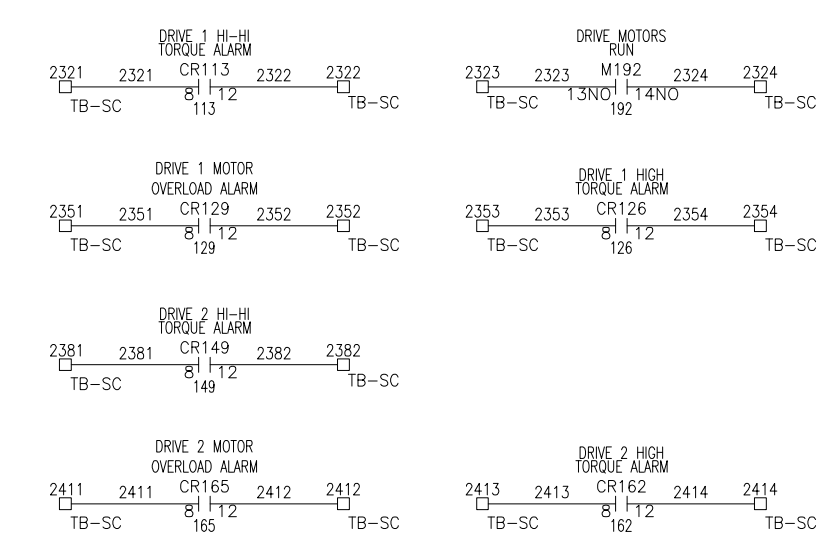 DRIVE 1 HI-HI
TORQUE ALARM
2321 2321 CR113 2322 2322
TB-SC 8 12 TB-SC
113
DRIVE MOTORS
RUN
2323 2323 M192 2324 2324
TB-SC 13NO 14NO TB-SC
192
DRIVE 1 MOTOR
OVERLOAD ALARM
2351 2351 CR129 2352 2352
TB-SC 8 12 TB-SC
129
DRIVE 1 HIGH
TORQUE ALARM
2353 2353 CR126 2354 2354
TB-SC 8 12 TB-SC
126
DRIVE 2 HI-HI
TORQUE ALARM
2381 2381 CR149 2382 2382
TB-SC 8 12 TB-SC
149
DRIVE 2 MOTOR
OVERLOAD ALARM
2411 2411 CR165 2412 2412
TB-SC 8 12 TB-SC
165
DRIVE 2 HIGH
TORQUE ALARM
2413 2413 CR162 2414 2414
TB-SC 8 12 TB-SC
162